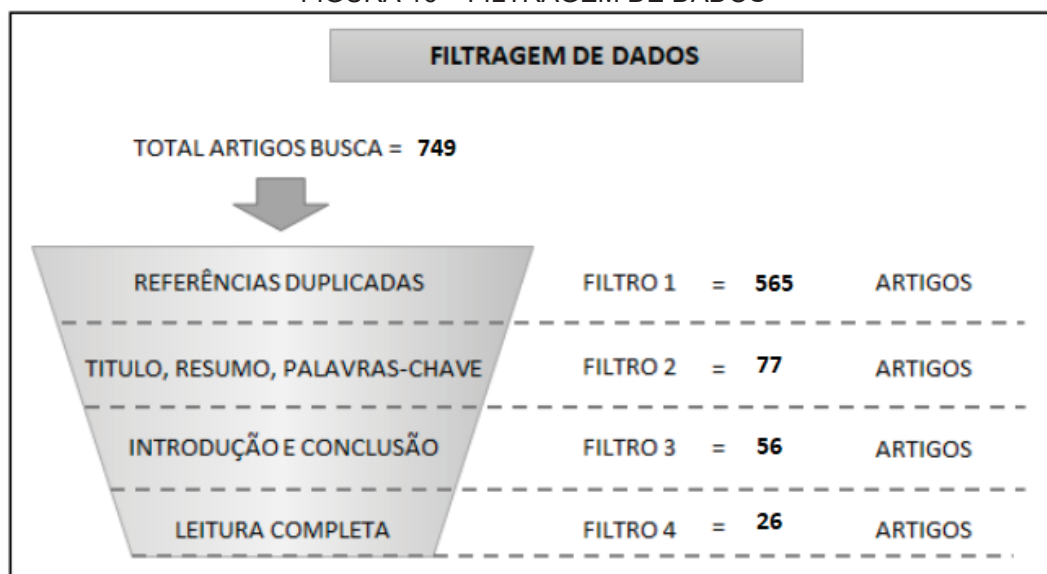 FILTRAGEM DE DADOS
TOTAL ARTIGOS BUSCA = 749
REFERÊNCIAS DUPLICADAS FILTRO 1 = 565 ARTIGOS
TITULO, RESUMO, PALAVRAS-CHAVE FILTRO 2 = 77 ARTIGOS
INTRODUÇÃO E CONCLUSÃO FILTRO 3 = 56 ARTIGOS
LEITURA COMPLETA FILTRO 4 = 26 ARTIGOS